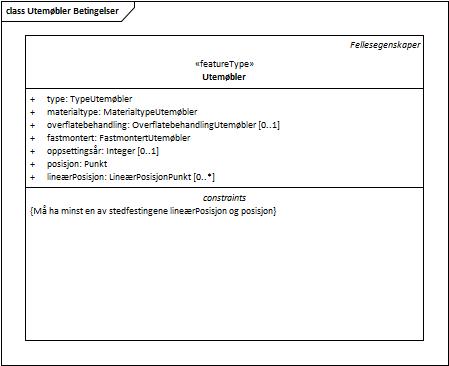 class Utemøbler Betingelser
Fellesegenskaper
«featureType»
Utemøbler
+ type: TypeUtemøbler
+ materialtype: MaterialtypeUtemøbler
+ overflatebehandling: OverflatebehandlingUtemøbler [0..1]
+ fastmontert: FastmontertUtemøbler
+ oppsettingsår: Integer [0..1]
+ posisjon: Punkt
+ lineærPosisjon: LineærPosisjonPunkt [0..*]
constraints
{Må ha minst en av stedfestingene lineærPosisjon og posisjon}